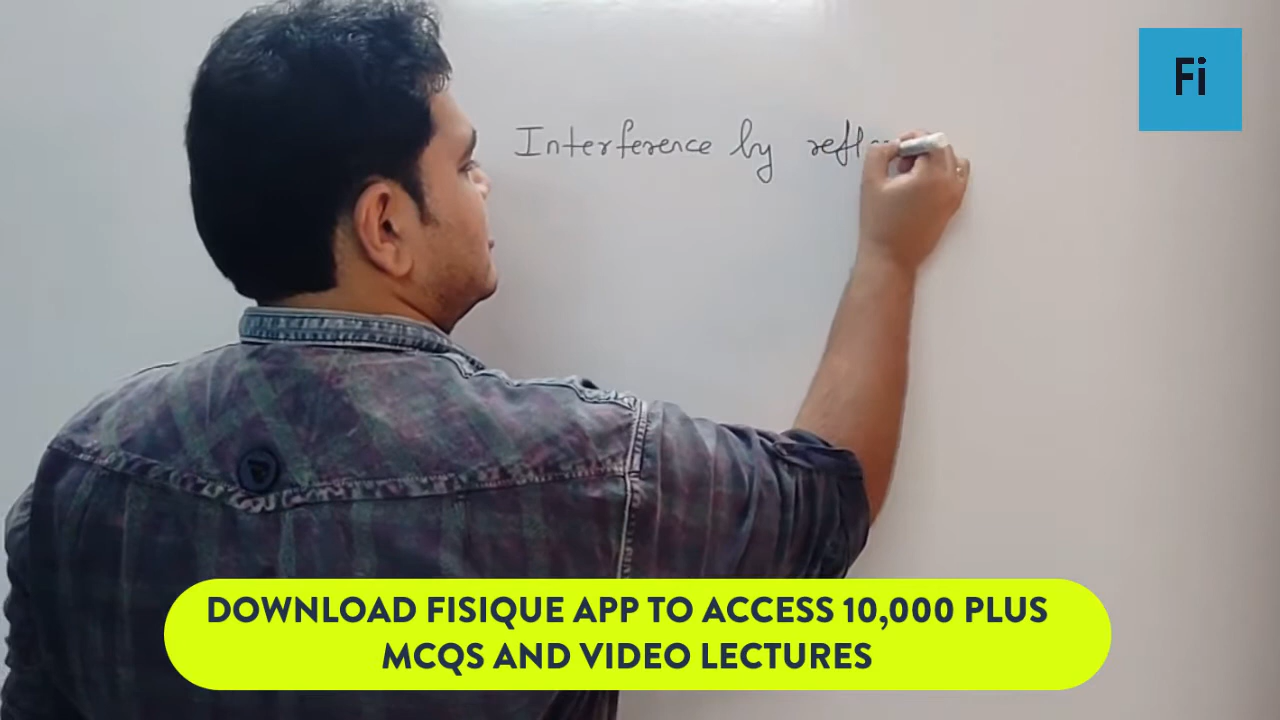 Fi
Interference by
DOWNLOAD FISIQUE APP TO ACCESS 10,000 PLUS
MCQS AND VIDEO LECTURES